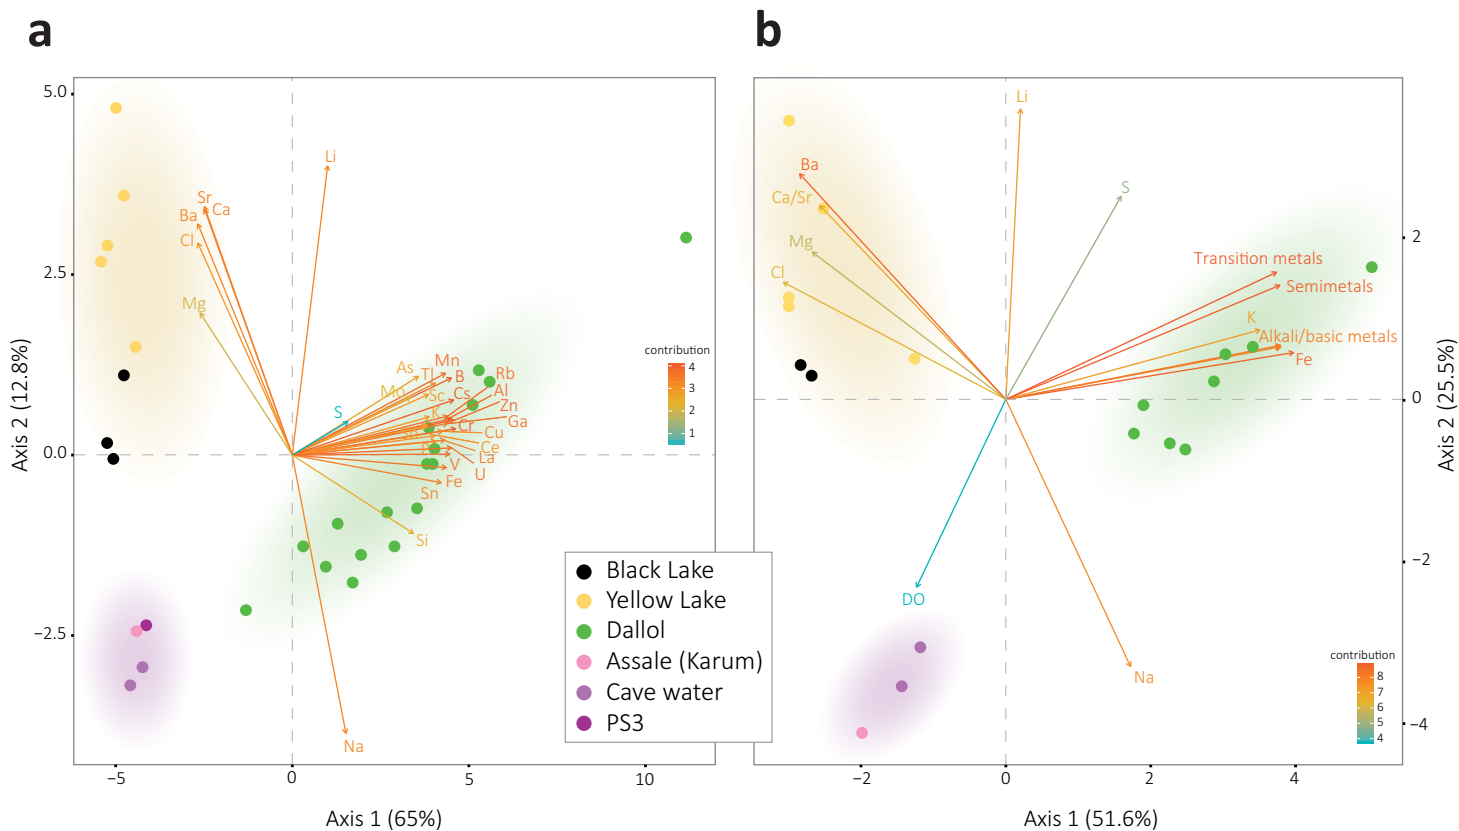 a
b
5.0
2.5
0.0
−2.5
−5
0
5
10
Axis 2 (12.8%)
Axis 1 (65%)
Li
Sr
Ca
Ba
Cl
Mg
S
As
Tl
Mn
B
Rb
Mo
Sc
Cs
Al
Zn
K
Cr
Ga
Cu
Ce
La
U
V
Fe
Sn
Si
Na
contribution
4
3
2
1
Black Lake
Yellow Lake
Dallol
Assale (Karum)
Cave water
PS3
Li
Ba
Ca/Sr
Mg
Cl
S
Transition metals
Semimetals
K
Alkali/basic metals
Fe
DO
Na
contribution
8
7
6
5
4
2
0
−2
−4
−2
0
2
4
Axis 2 (25.5%)
Axis 1 (51.6%)